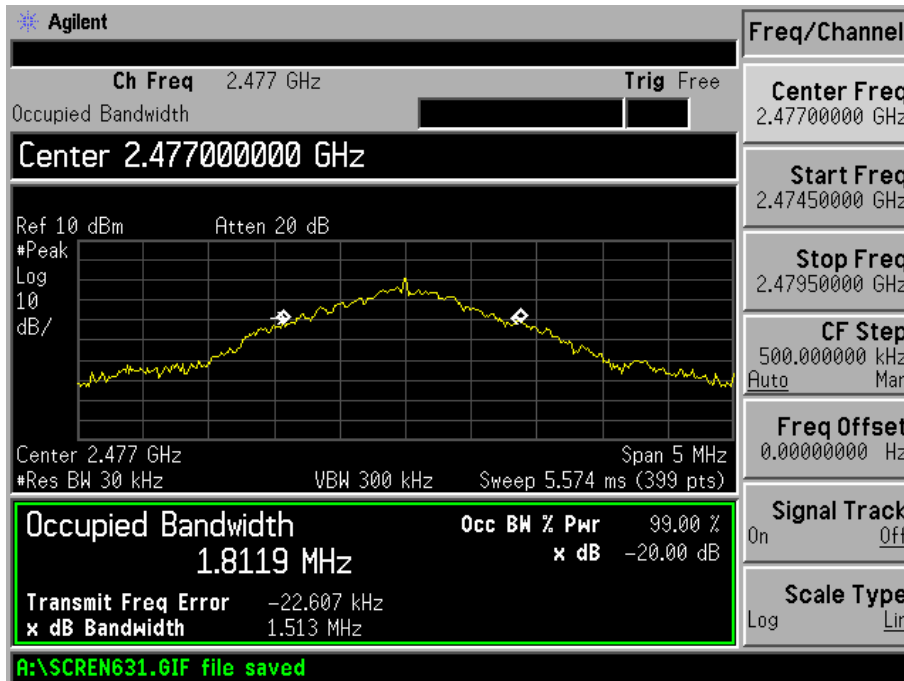 Agilent
Freq/Channel
Ch Freq 2.477 GHz Trig Free
Occupied Bandwidth
Center 2.477000000 GHz
Ref 10 dBm Atten 20 dB
#Peak
Log
10
dB/
Center 2.477 GHz Span 5 MHz
#Res BW 30 kHz VBW 300 kHz Sweep 5.574 ms (399 pts)
Occupied Bandwidth
1.8119 MHz
Occ BW % Pwr 99.00 %
x dB -20.00 dB
Transmit Freq Error -22.607 kHz
x dB Bandwidth 1.513 MHz
A:\SCREN631.GIF file saved
Center Freq
2.47700000 GHz
Start Freq
2.47450000 GHz
Stop Freq
2.47950000 GHz
CF Step
500.000000 kHz
Auto Man
Freq Offset
0.00000000 Hz
Signal Track
On Off
Scale Type
Log Lin